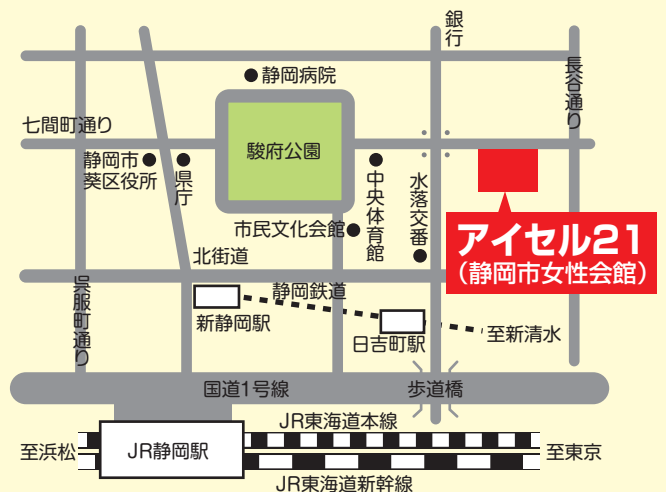 銀行
長谷通り
静岡病院
七間町通り
駿府公園
静岡市
葵区役所
県庁
中央体育館
水落交番
アイセル21
(静岡市女性会館)
市民文化会館
北街道
静岡鉄道
呉服町通り
新静岡駅
日吉町駅
至新清水
国道1号線
歩道橋
JR東海道本線
至浜松
JR静岡駅
至東京
JR東海道新幹線